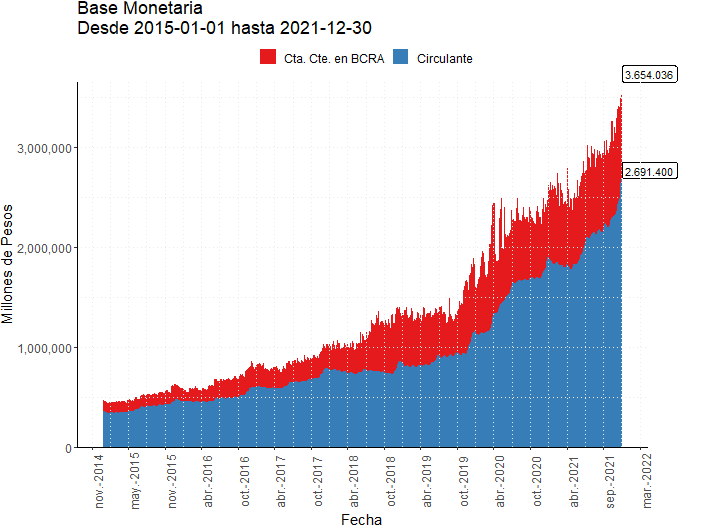 Base Monetaria
Desde 2015-01-01 hasta 2021-12-30
Cta. Cte. en BCRA
Circulante
3.654.036
2.691.400
Millones de Pesos
3,000,000
2,000,000
1,000,000
0
nov.-2014
may.-2015
nov.-2015
abr.-2016
oct.-2016
abr.-2017
oct.-2017
abr.-2018
oct.-2018
abr.-2019
oct.-2019
abr.-2020
oct.-2020
abr.-2021
sep.-2021
mar.-2022
Fecha